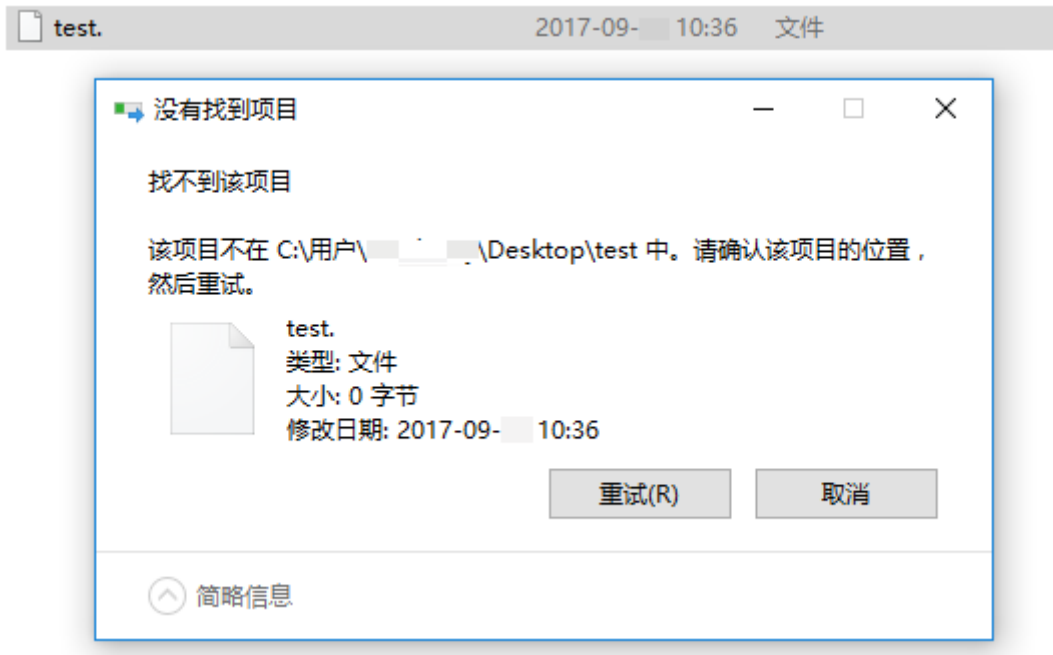 test. 2017-09- 10:36 文件
没有找到项目
找不到该项目
该项目不在 C:\用户\ \Desktop\test 中。请确认该项目的位置，
然后重试。
test.
类型: 文件
大小: 0 字节
修改日期: 2017-09- 10:36
重试(R) 取消
简略信息